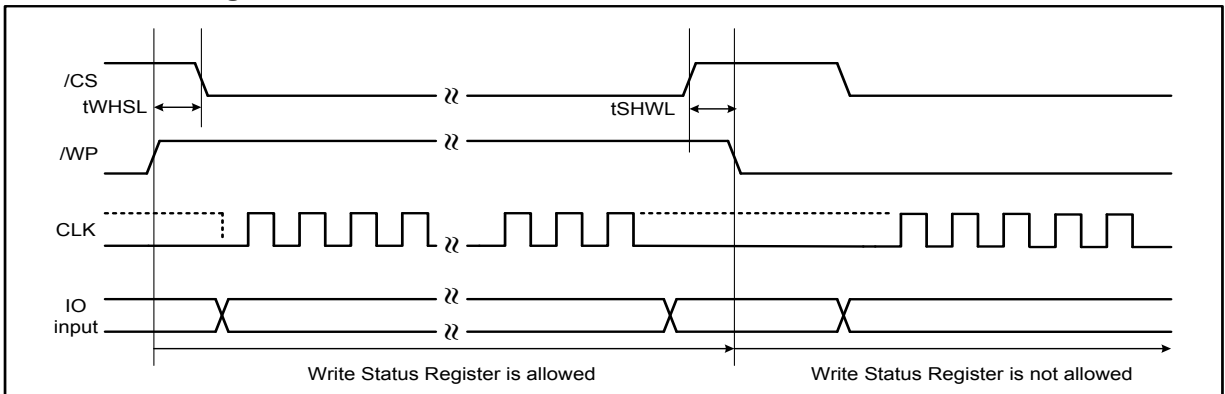 /CS
tWHSL
tSHWL
/WP
CLK
IO
input
Write Status Register is allowed
Write Status Register is not allowed